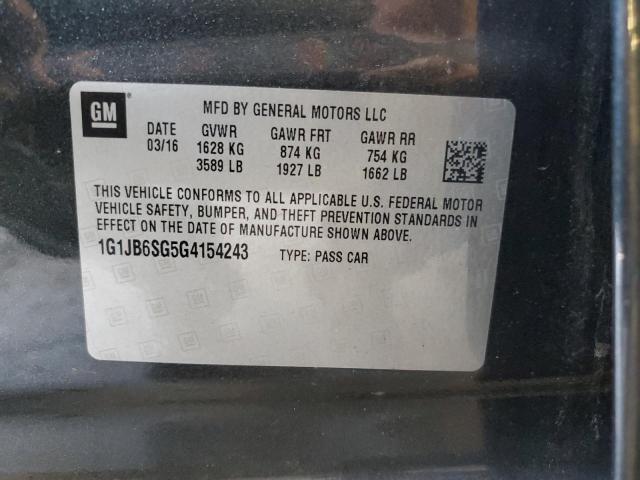 GM
MFD BY GENERAL MOTORS LLC
DATE GVWR GAWR FRT GAWR RR
03/16 1628 KG 874 KG 754 KG
3589 LB 1927 LB 1662 LB
THIS VEHICLE CONFORMS TO ALL APPLICABLE U.S. FEDERAL MOTOR
VEHICLE SAFETY, BUMPER, AND THEFT PREVENTION STANDARDS IN
EFFECT ON THE DATE OF MANUFACTURE SHOWN ABOVE.
1G1JB6SG5G4154243 TYPE: PASS CAR